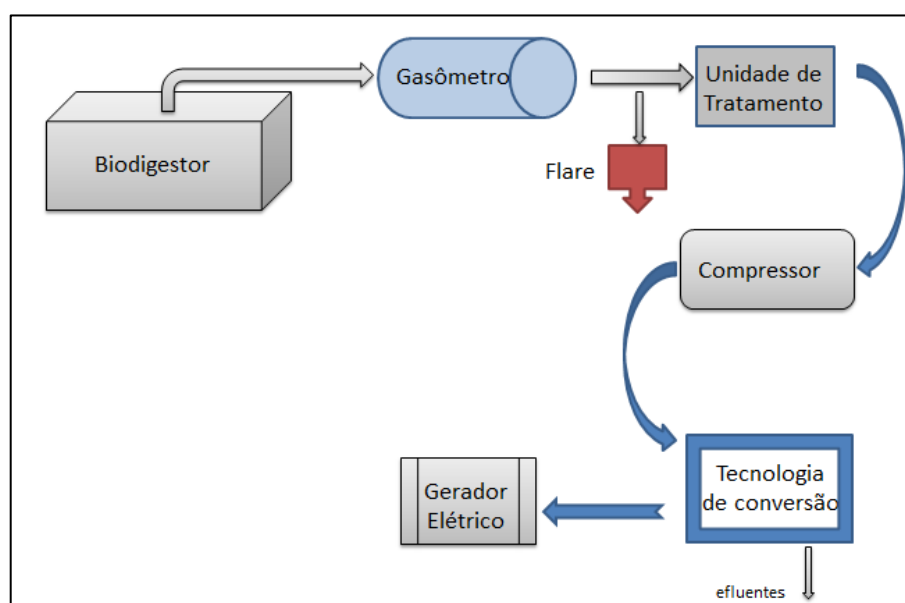 Biodigestor
Gasômetro
Unidade de
Tratamento
Flare
Compressor
Tecnologia
de conversão
Gerador
Elétrico
efluentes